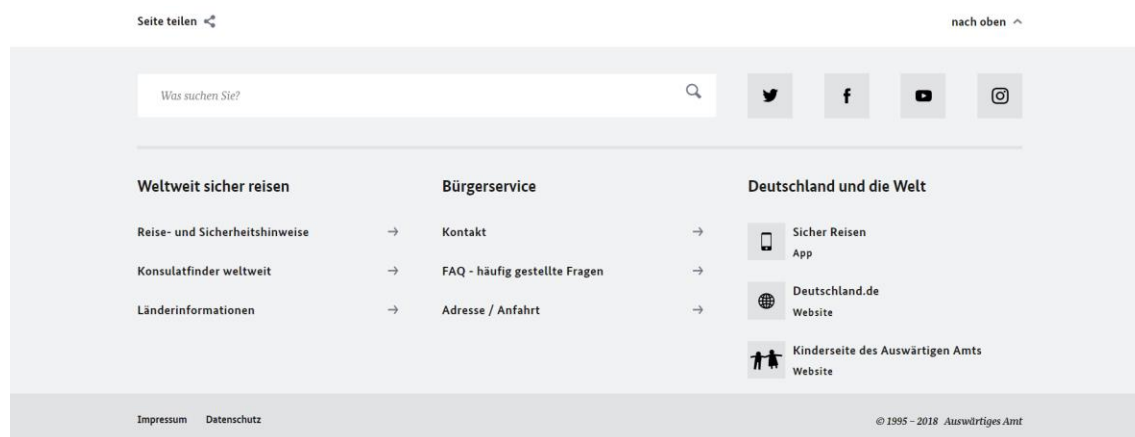 Seite teilen
nach oben
Was suchen Sie?
Weltweit sicher reisen
Reise- und Sicherheitshinweise
Konsulatfinder weltweit
Länderinformationen
Bürgerservice
Kontakt
FAQ - häufig gestellte Fragen
Adresse / Anfahrt
Deutschland und die Welt
Sicher Reisen
App
Deutschland.de
Website
Kinderseite des Auswärtigen Amts
Website
Impressum Datenschutz
© 1995 – 2018 Auswärtiges Amt